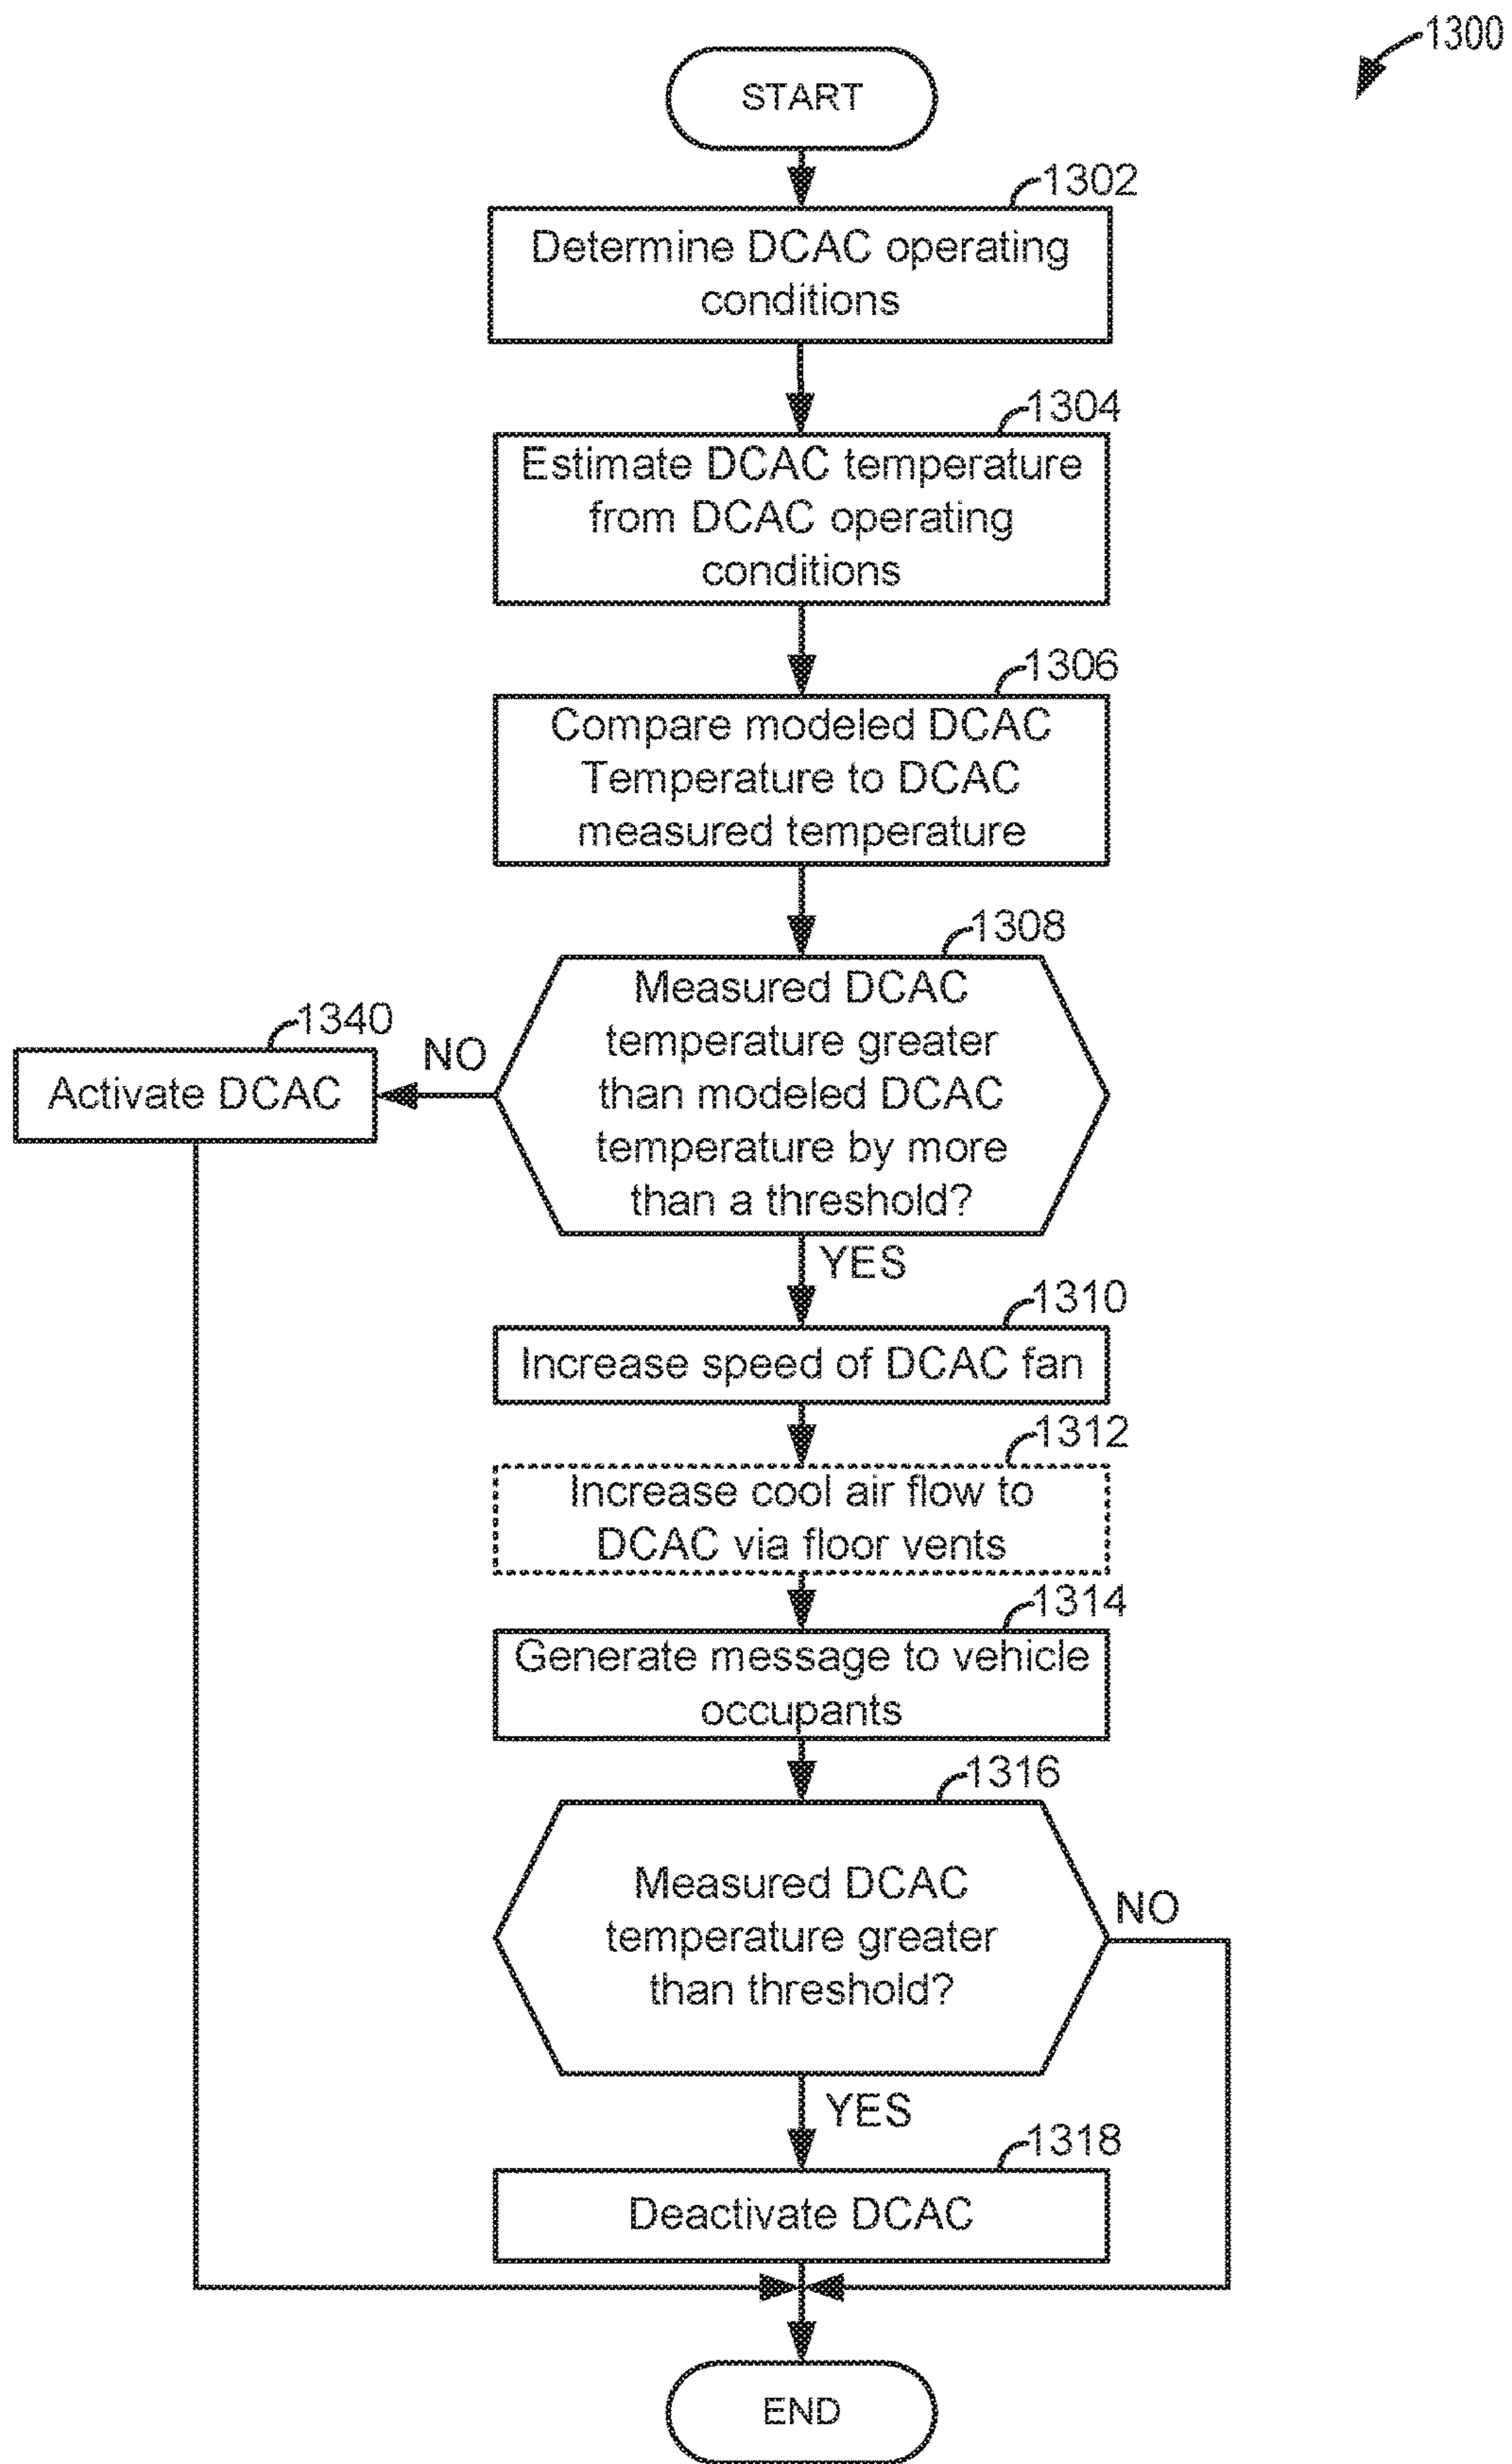 1300
START
1302
Determine DCAC operating
conditions
1304
Estimate DCAC temperature
from DCAC operating
conditions
1306
Compare modeled DCAC
Temperature to DCAC
measured temperature
1308
Measured DCAC
temperature greater
than modeled DCAC
temperature by more
than a threshold?
NO
1340
Activate DCAC
YES
1310
Increase speed of DCAC fan
1312
Increase cool air flow to
DCAC via floor vents
1314
Generate message to vehicle
occupants
1316
Measured DCAC
temperature greater
than threshold?
NO
YES
1318
Deactivate DCAC
END